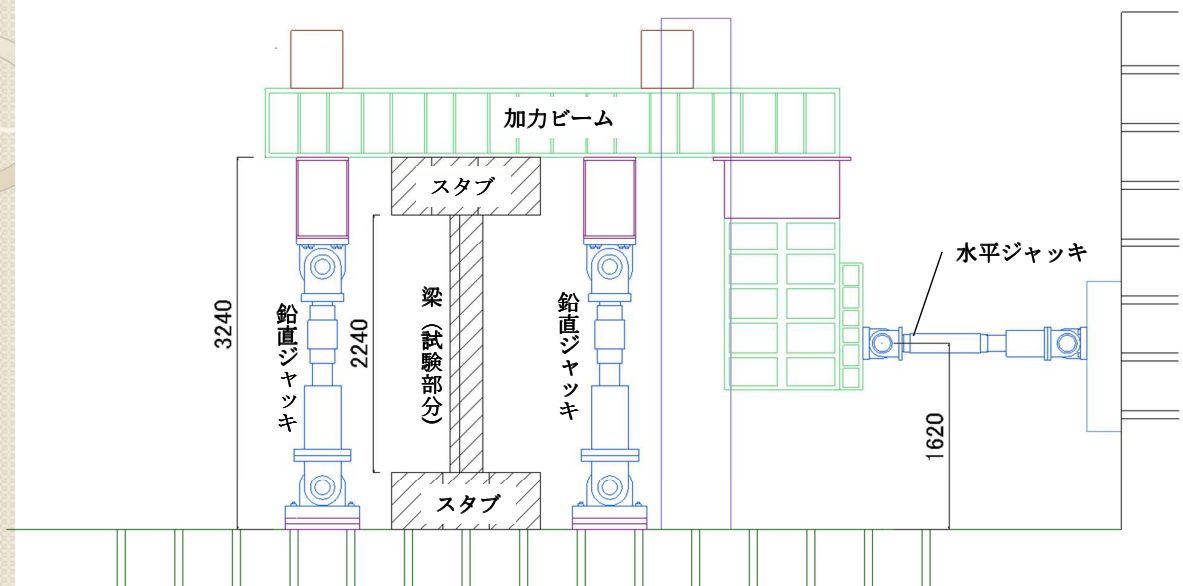 加力ビーム
スタブ
水平ジャッキ
3240
鉛直ジャッキ
2240
梁（試験部分）
鉛直ジャッキ
1620
スタブ